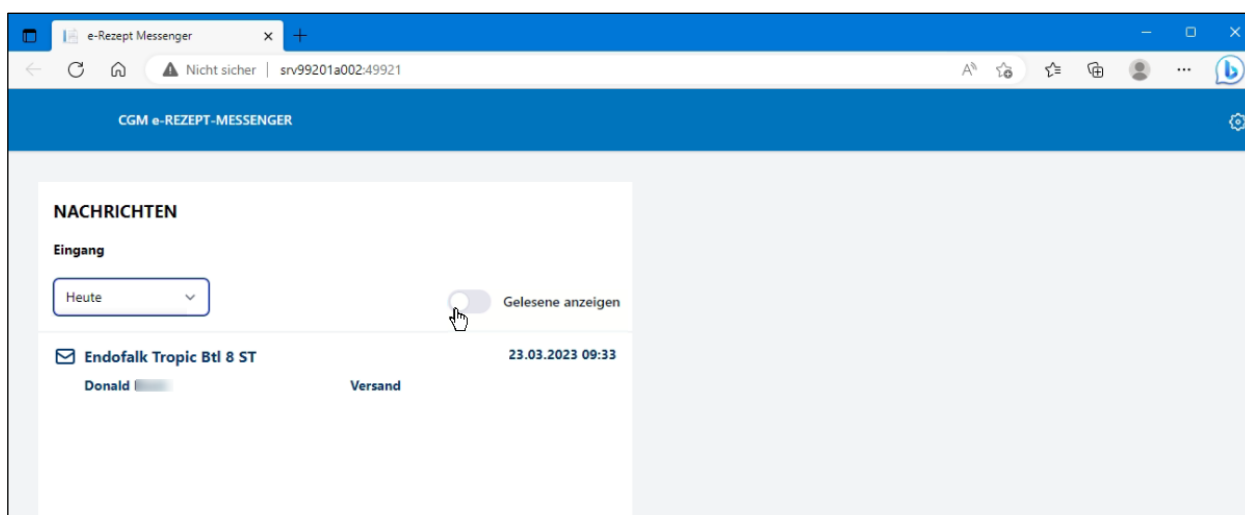 e-Rezept Messenger
Nicht sicher | srv99201a002:49921
CGM e-REZEPT-MESSENGER
NACHRICHTEN
Eingang
Heute
Gelesene anzeigen
Endofalk Tropic Btl 8 ST 23.03.2023 09:33
Donald Versand